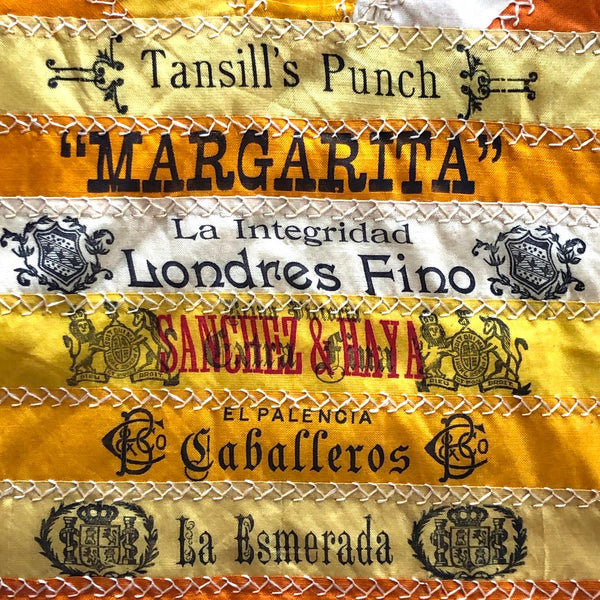 Tansill's Punch
"MARGARITA"
La Integridad
Londres Fino
SANCHEZ & HAYA
EL PALENCIA
Caballeros
La Esmerada